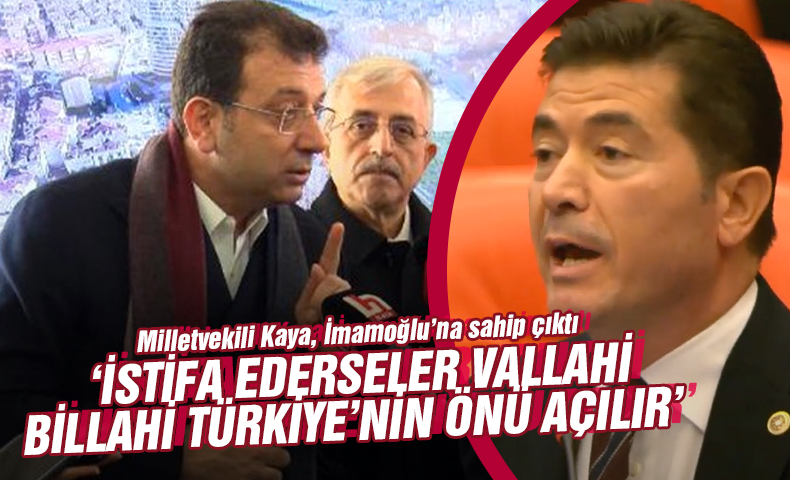 Milletvekili Kaya, İmamoğlu'na sahip çıktı
'İSTİFA EDERSELER VALLAHİ
BİLLAHİ TÜRKİYE'NİN ÖNÜ AÇILIR'